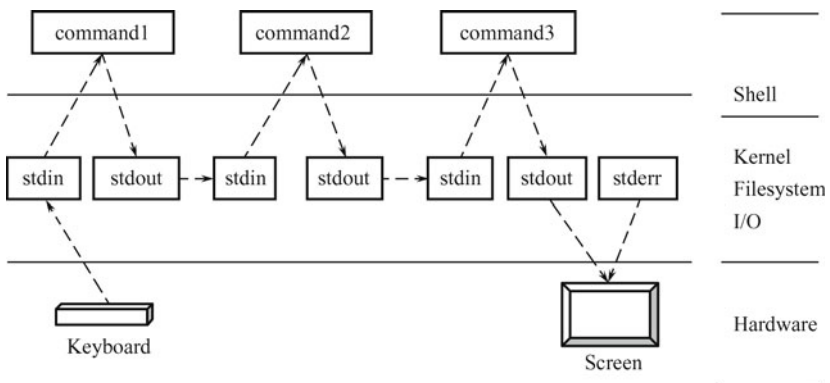 command1
command2
command3
Shell
stdin
stdout
stdin
stdout
stdin
stdout
stderr
Kernel
Filesystem
I/O
Keyboard
Screen
Hardware